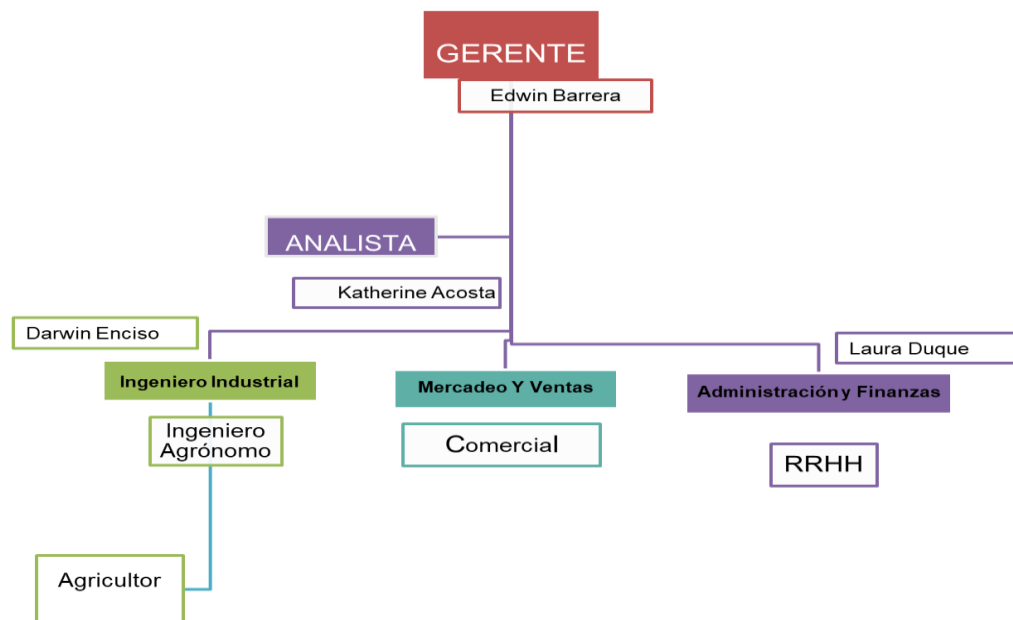 GERENTE
Edwin Barrera
ANALISTA
Katherine Acosta
Darwin Enciso
Laura Duque
Ingeniero Industrial
Mercadeo Y Ventas
Administración y Finanzas
Ingeniero
Agrónomo
Comercial
RRHH
Agricultor